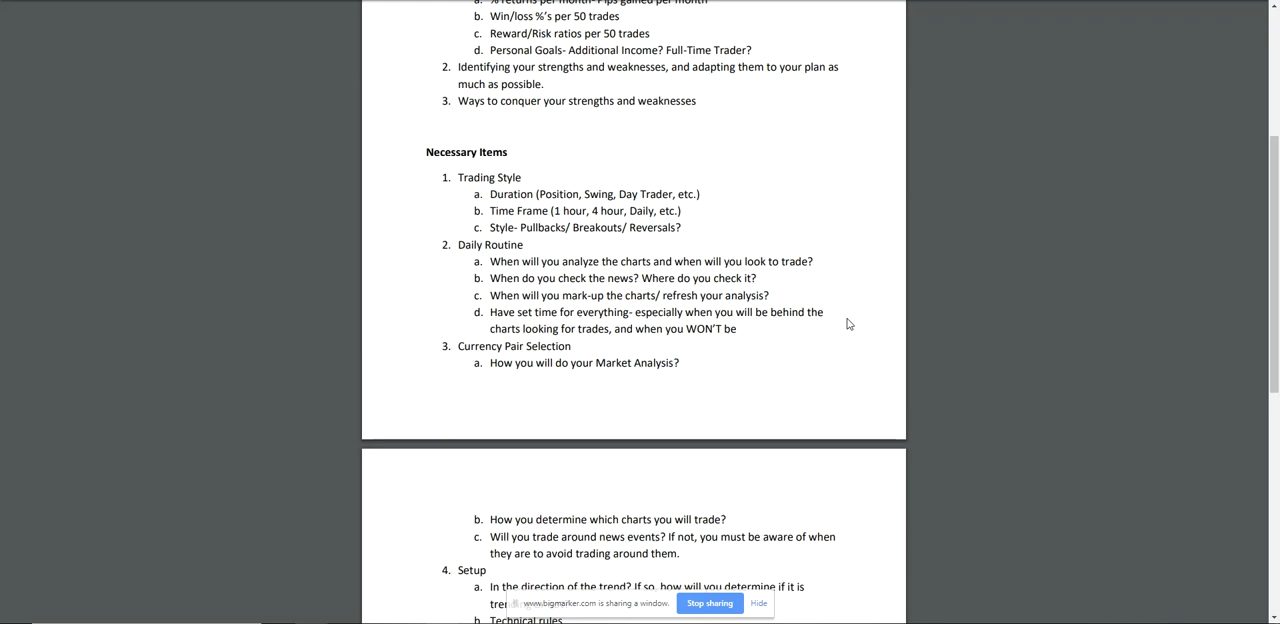 a. % returns per month- Pips gained per month
b. Win/loss %'s per 50 trades
c. Reward/Risk ratios per 50 trades
d. Personal Goals- Additional Income? Full-Time Trader?
2. Identifying your strengths and weaknesses, and adapting them to your plan as
much as possible.
3. Ways to conquer your strengths and weaknesses
Necessary Items
1. Trading Style
a. Duration (Position, Swing, Day Trader, etc.)
b. Time Frame (1 hour, 4 hour, Daily, etc.)
c. Style- Pullbacks/ Breakouts/ Reversals?
2. Daily Routine
a. When will you analyze the charts and when will you look to trade?
b. When do you check the news? Where do you check it?
c. When will you mark-up the charts/ refresh your analysis?
d. Have set time for everything- especially when you will be behind the
charts looking for trades, and when you WON'T be
3. Currency Pair Selection
a. How you will do your Market Analysis?
b. How you determine which charts you will trade?
c. Will you trade around news events? If not, you must be aware of when
they are to avoid trading around them.
4. Setup
a. In the direction of the trend? If so, how will you determine if it is
www.bigmarker.com is sharing a window. Stop sharing Hide
b. Technical rules